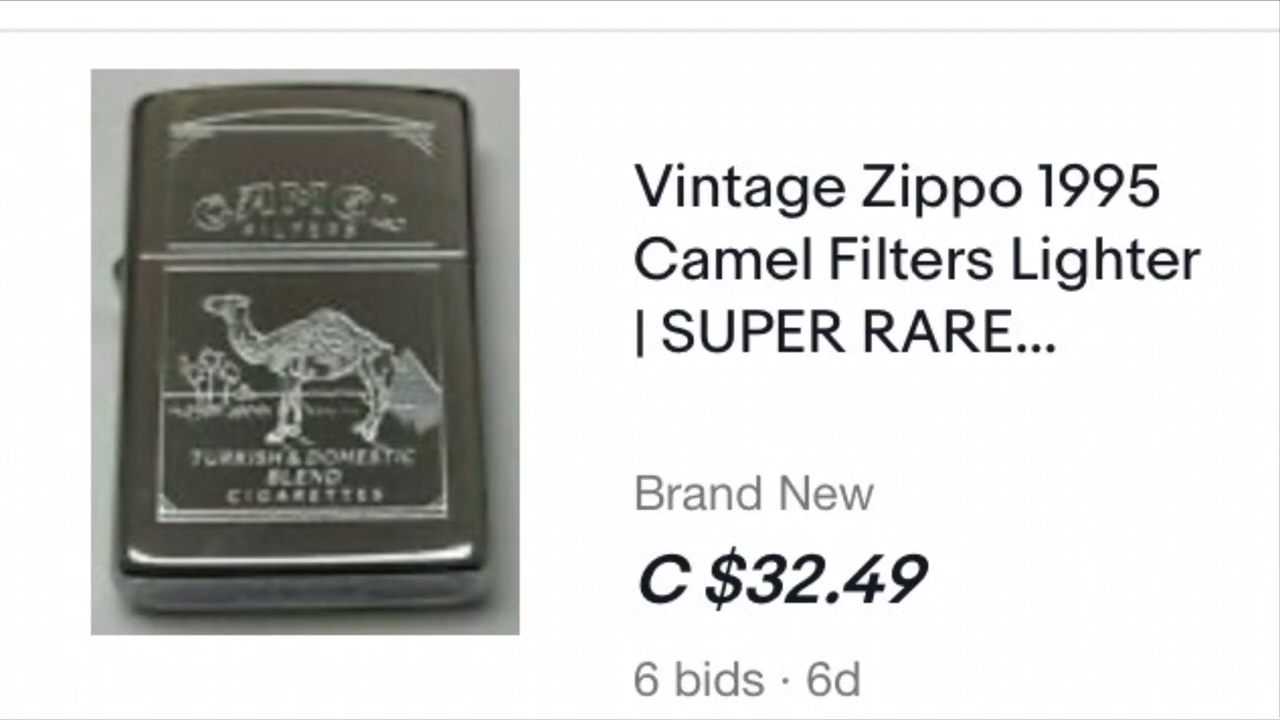 CAMEL
FILTERS
TURKISH & DOMESTIC
BLEND
CIGARETTES
Vintage Zippo 1995
Camel Filters Lighter
| SUPER RARE...
Brand New
C $32.49
6 bids · 6d